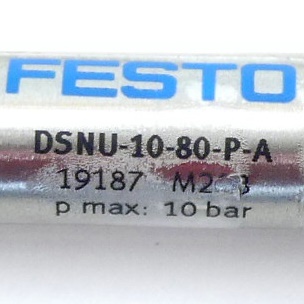 FESTO
DSNU-10-80-P-A
19187
p max: 10 bar